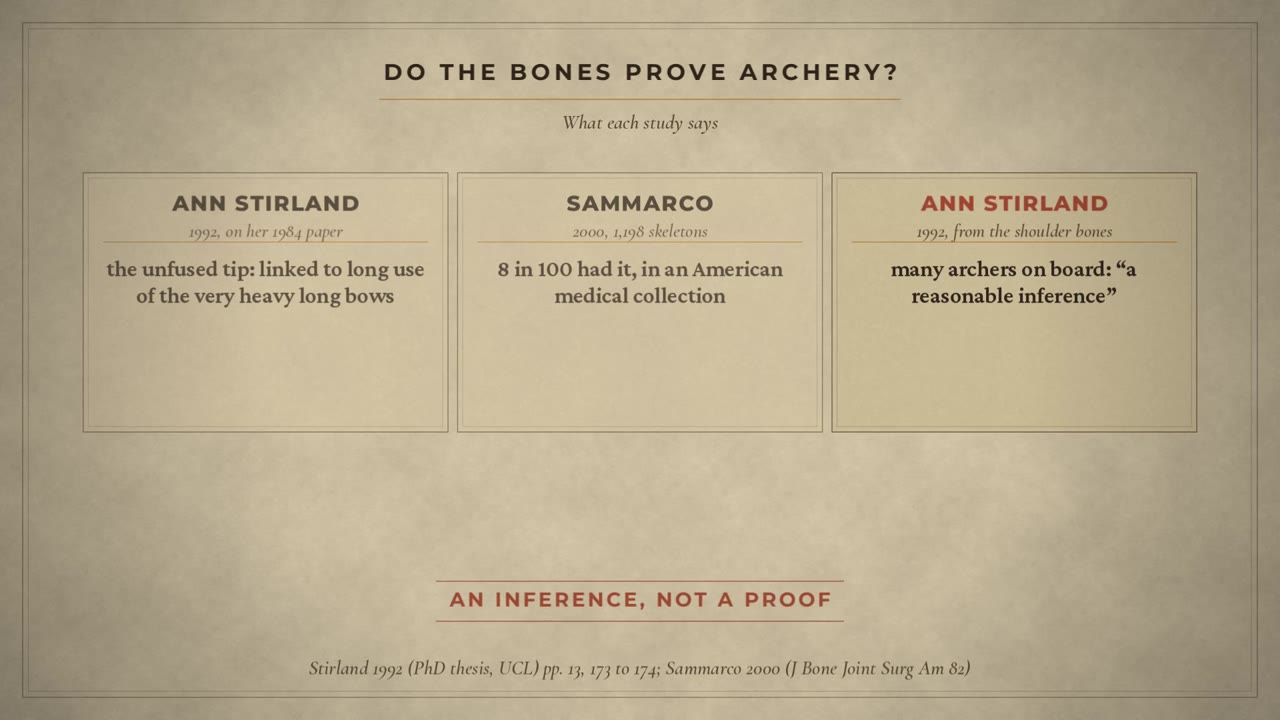 DO THE BONES PROVE ARCHERY?
What each study says
ANN STIRLAND
1992, on her 1984 paper
the unfused tip: linked to long use
of the very heavy long bows
SAMMARCO
2000, 1,198 skeletons
8 in 100 had it, in an American
medical collection
ANN STIRLAND
1992, from the shoulder bones
many archers on board: “a
reasonable inference”
AN INFERENCE, NOT A PROOF
Stirland 1992 (PhD thesis, UCL) pp. 13, 173 to 174; Sammarco 2000 (J Bone Joint Surg Am 82)